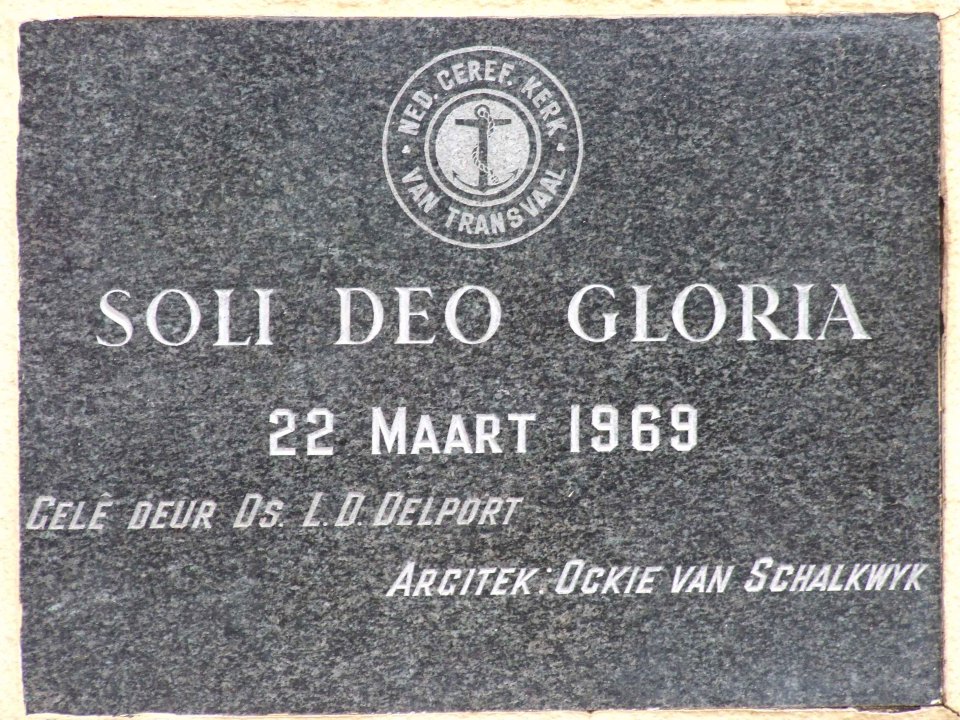 NED. GEREF. KERK
VAN TRANSVAAL
SOLI DEO GLORIA
22 MAART 1969
GELÊ DEUR DS. L.D. DELPORT
ARGITEK: OCKIE VAN SCHALKWYK